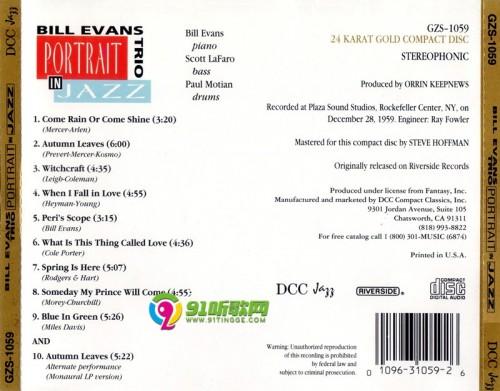 DCC Jazz
BILL EVANS TRIO PORTRAIT IN JAZZ
GZS-1059
BILL EVANS
TRIO
PORTRAIT
IN
JAZZ
Bill Evans
piano
Scott LaFaro
bass
Paul Motian
drums
GZS-1059
24 KARAT GOLD COMPACT DISC
STEREOPHONIC
Produced by ORRIN KEEPNEWS
Recorded at Plaza Sound Studios, Rockefeller Center, NY, on
December 28, 1959. Engineer: Ray Fowler
Mastered for this compact disc by STEVE HOFFMAN
Originally released on Riverside Records
Produced under license from Fantasy, Inc.
Manufactured and marketed by DCC Compact Classics, Inc.
9301 Jordan Avenue, Suite 105
Chatsworth, CA 91311
(818) 993-8822
For a free catalog call 1 (800) 301-MUSIC (6874)
Printed in U.S.A.
1. Come Rain Or Come Shine (3:20)
(Mercer-Arlen)
2. Autumn Leaves (6:00)
(Prevert-Mercer-Kosmo)
3. Witchcraft (4:35)
(Leigh-Coleman)
4. When I Fall in Love (4:55)
(Heyman-Young)
5. Peri's Scope (3:15)
(Bill Evans)
6. What Is This Thing Called Love (4:36)
(Cole Porter)
7. Spring Is Here (5:07)
(Rodgers & Hart)
8. Someday My Prince Will Come (4:55)
(Morey-Churchill)
9. Blue In Green (5:26)
(Miles Davis)
AND
10. Autumn Leaves (5:22)
Alternate performance
(Monaural LP version)
91听歌网
WWW.91TINGGE.COM
DCC Jazz
RIVERSIDE
COMPACT
disc
DIGITAL AUDIO
Warning: Unauthorized reproduction
of this recording is prohibited by
federal law and subject to criminal prosecution.
0 1096-31059-2 6
GZS-1059
BILL EVANS TRIO PORTRAIT IN JAZZ
DCC Jazz